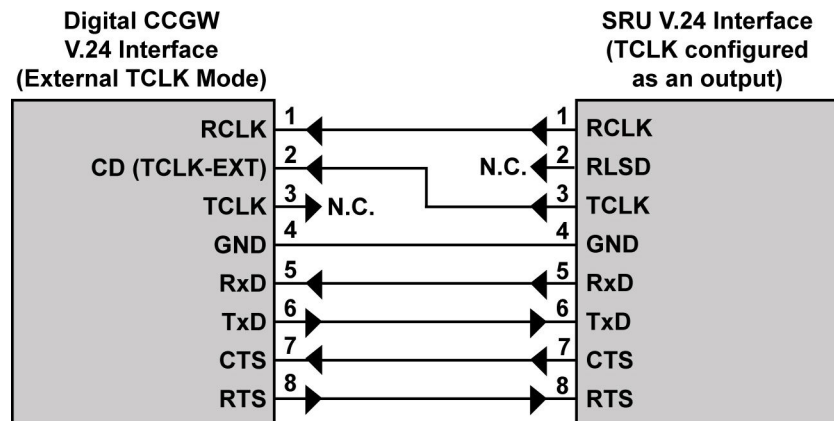 Digital CCGW
V.24 Interface
(External TCLK Mode)
SRU V.24 Interface
(TCLK configured
as an output)
RCLK 1 1 RCLK
CD (TCLK-EXT) 2 N.C. 2 RLSD
TCLK 3 N.C. 3 TCLK
GND 4 4 GND
RxD 5 5 RxD
TxD 6 6 TxD
CTS 7 7 CTS
RTS 8 8 RTS